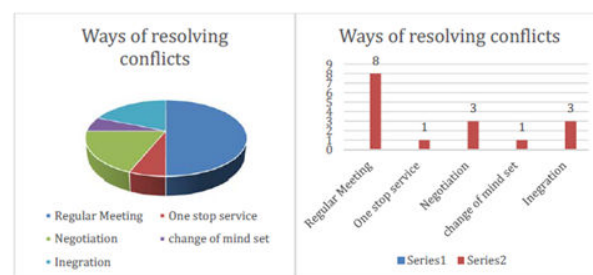 Ways of resolving
conflicts
Regular Meeting
One stop service
Negotiation
change of mind set
Inegration
Ways of resolving conflicts
9
8
7
6
5
4
3
2
1
0
8
1
3
1
3
Regular Meeting
One stop service
Negotiation
change of mind set
Inegration
Series1
Series2